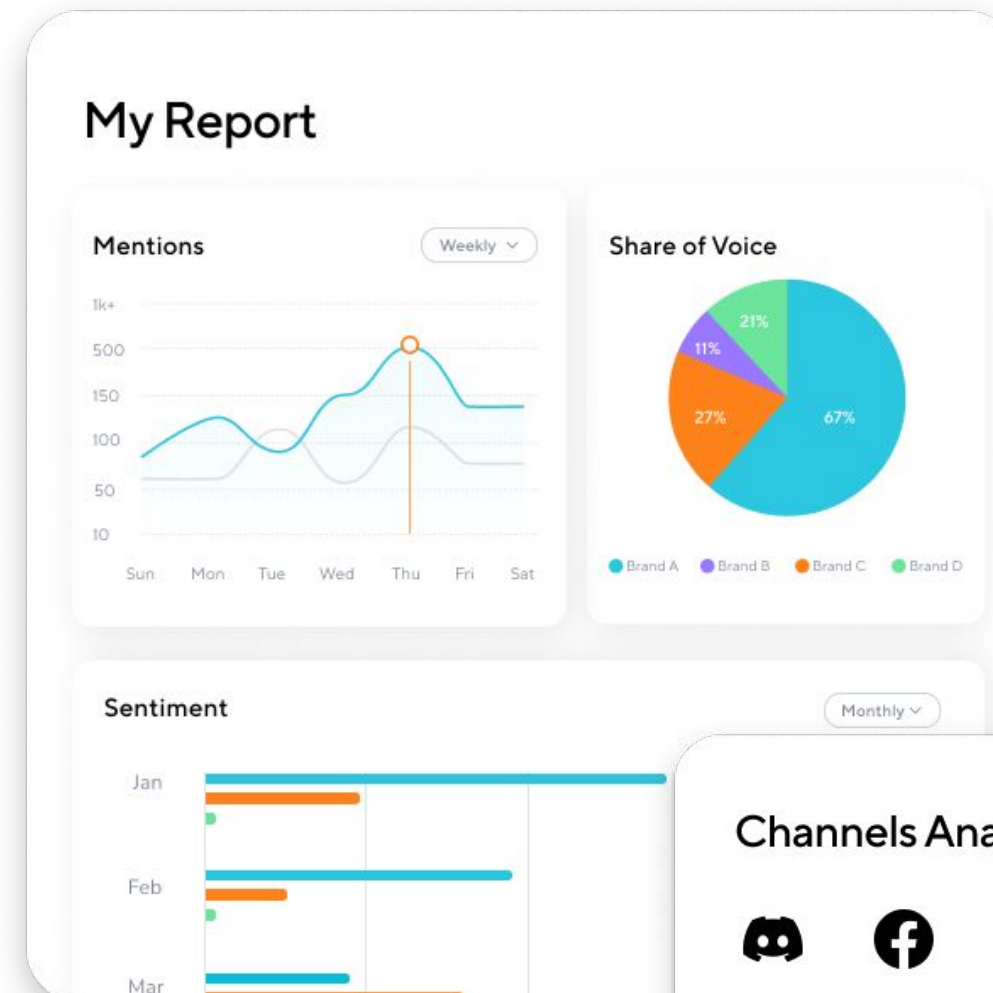 My Report
Mentions
Weekly
1k+
500
150
100
50
10
Sun Mon Tue Wed Thu Fri Sat
Share of Voice
21%
11%
27%
67%
Brand A Brand B Brand C Brand D
Sentiment
Monthly
Jan
Feb
Mar
Channels Ana